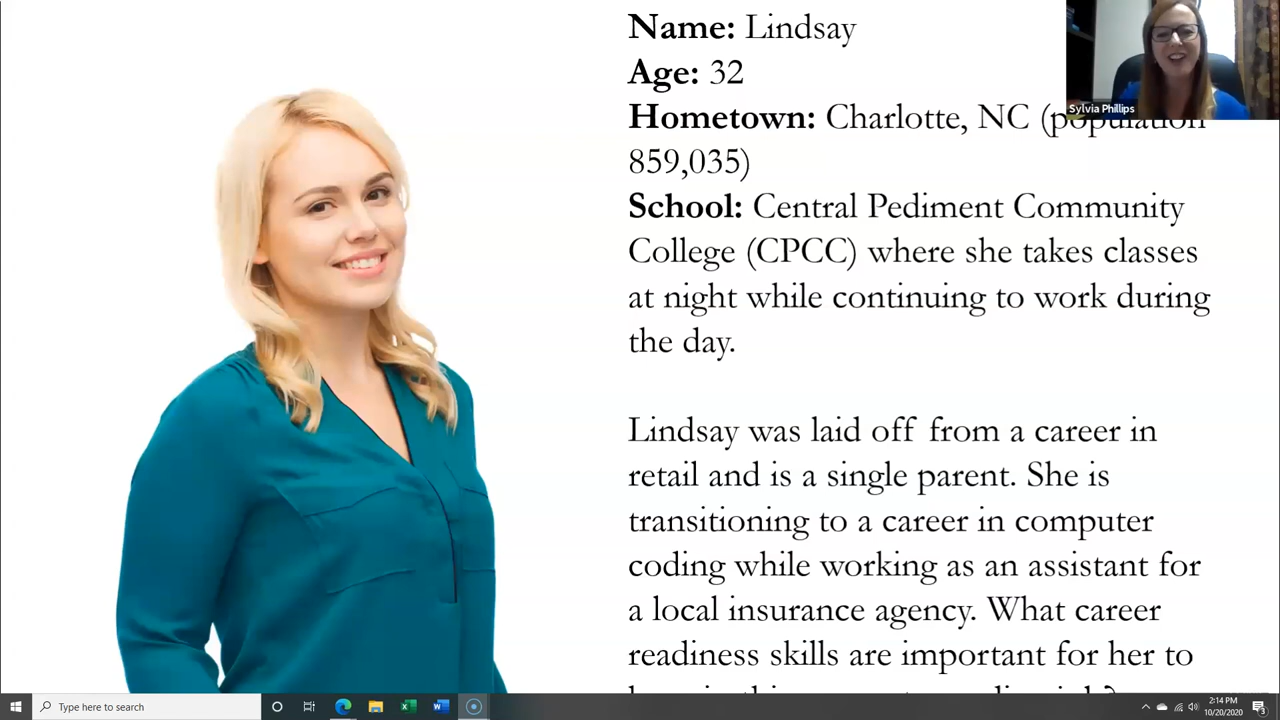 Name: Lindsay
Age: 32
Hometown: Charlotte, NC (population
859,035)
School: Central Pediment Community
College (CPCC) where she takes classes
at night while continuing to work during
the day.
Lindsay was laid off from a career in
retail and is a single parent. She is
transitioning to a career in computer
coding while working as an assistant for
a local insurance agency. What career
readiness skills are important for her to
Sylvia Phillips
Type here to search
2:14 PM
10/20/2020
3